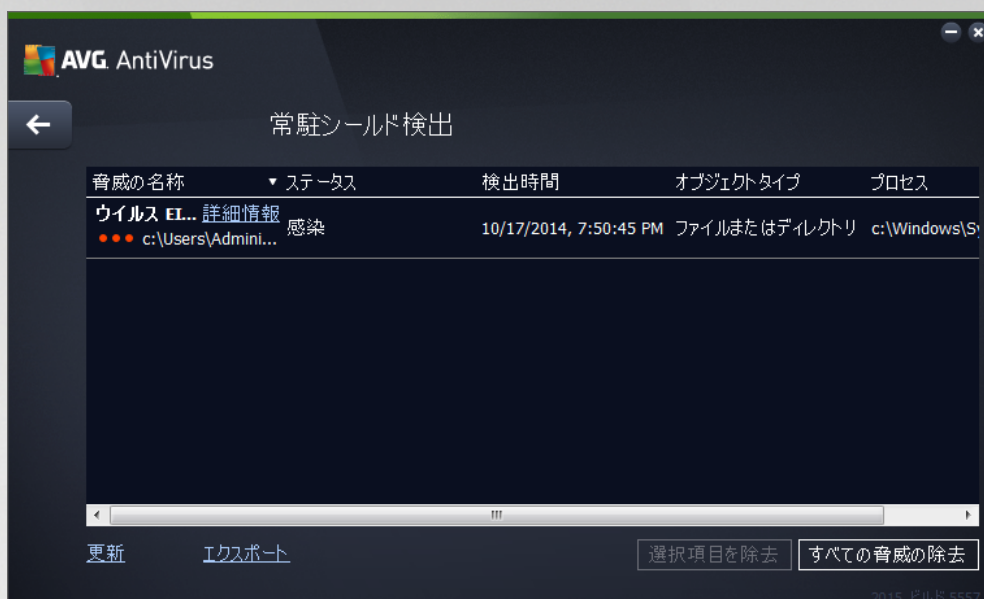 AVG. AntiVirus
常駐シールド検出
脅威の名称 ▼ ステータス 検出時間 オブジェクトタイプ プロセス
ウイルス EI... 詳細情報
感染 10/17/2014, 7:50:45 PM ファイルまたはディレクトリ c:\Windows\Sy
c:\Users\Admini...
更新 エクスポート 選択項目を除去 すべての脅威の除去
2015 ビルド 5557